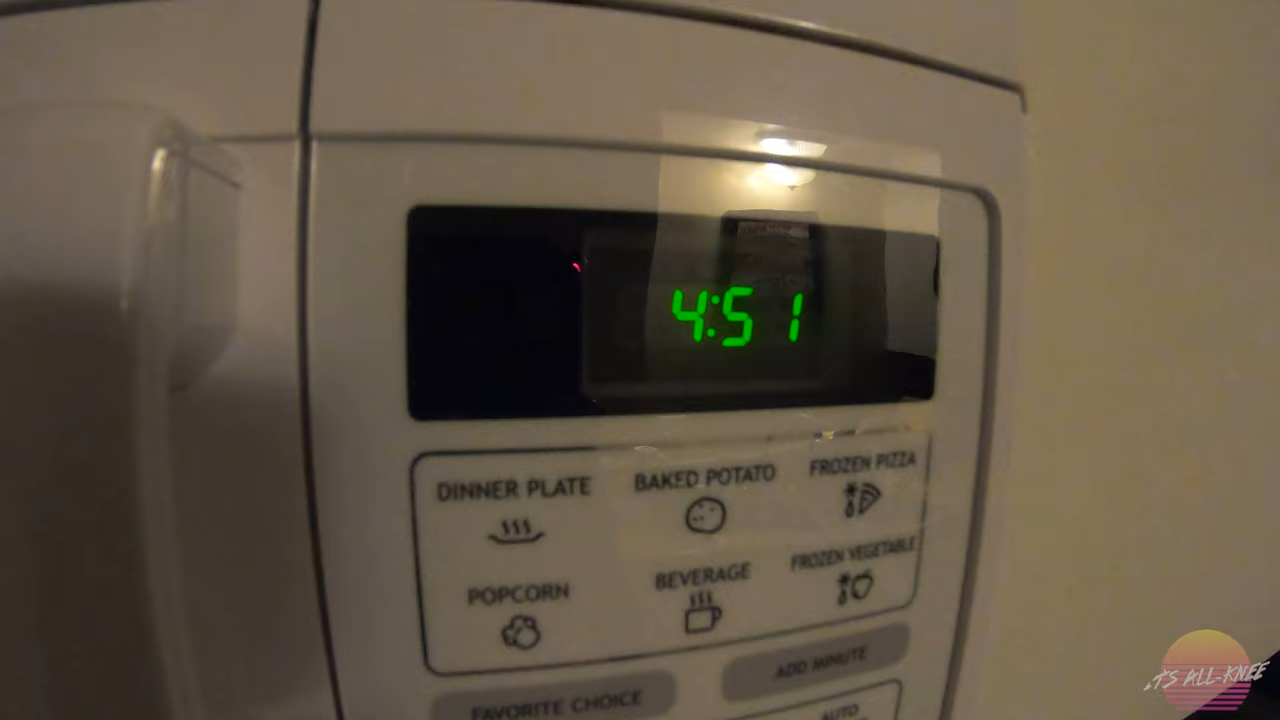 4:51
DINNER PLATE
BAKED POTATO
FROZEN PIZZA
POPCORN
BEVERAGE
FROZEN VEGETABLE
FAVORITE CHOICE
ADD MINUTE
AUTO
.T'S ALL-KNEE